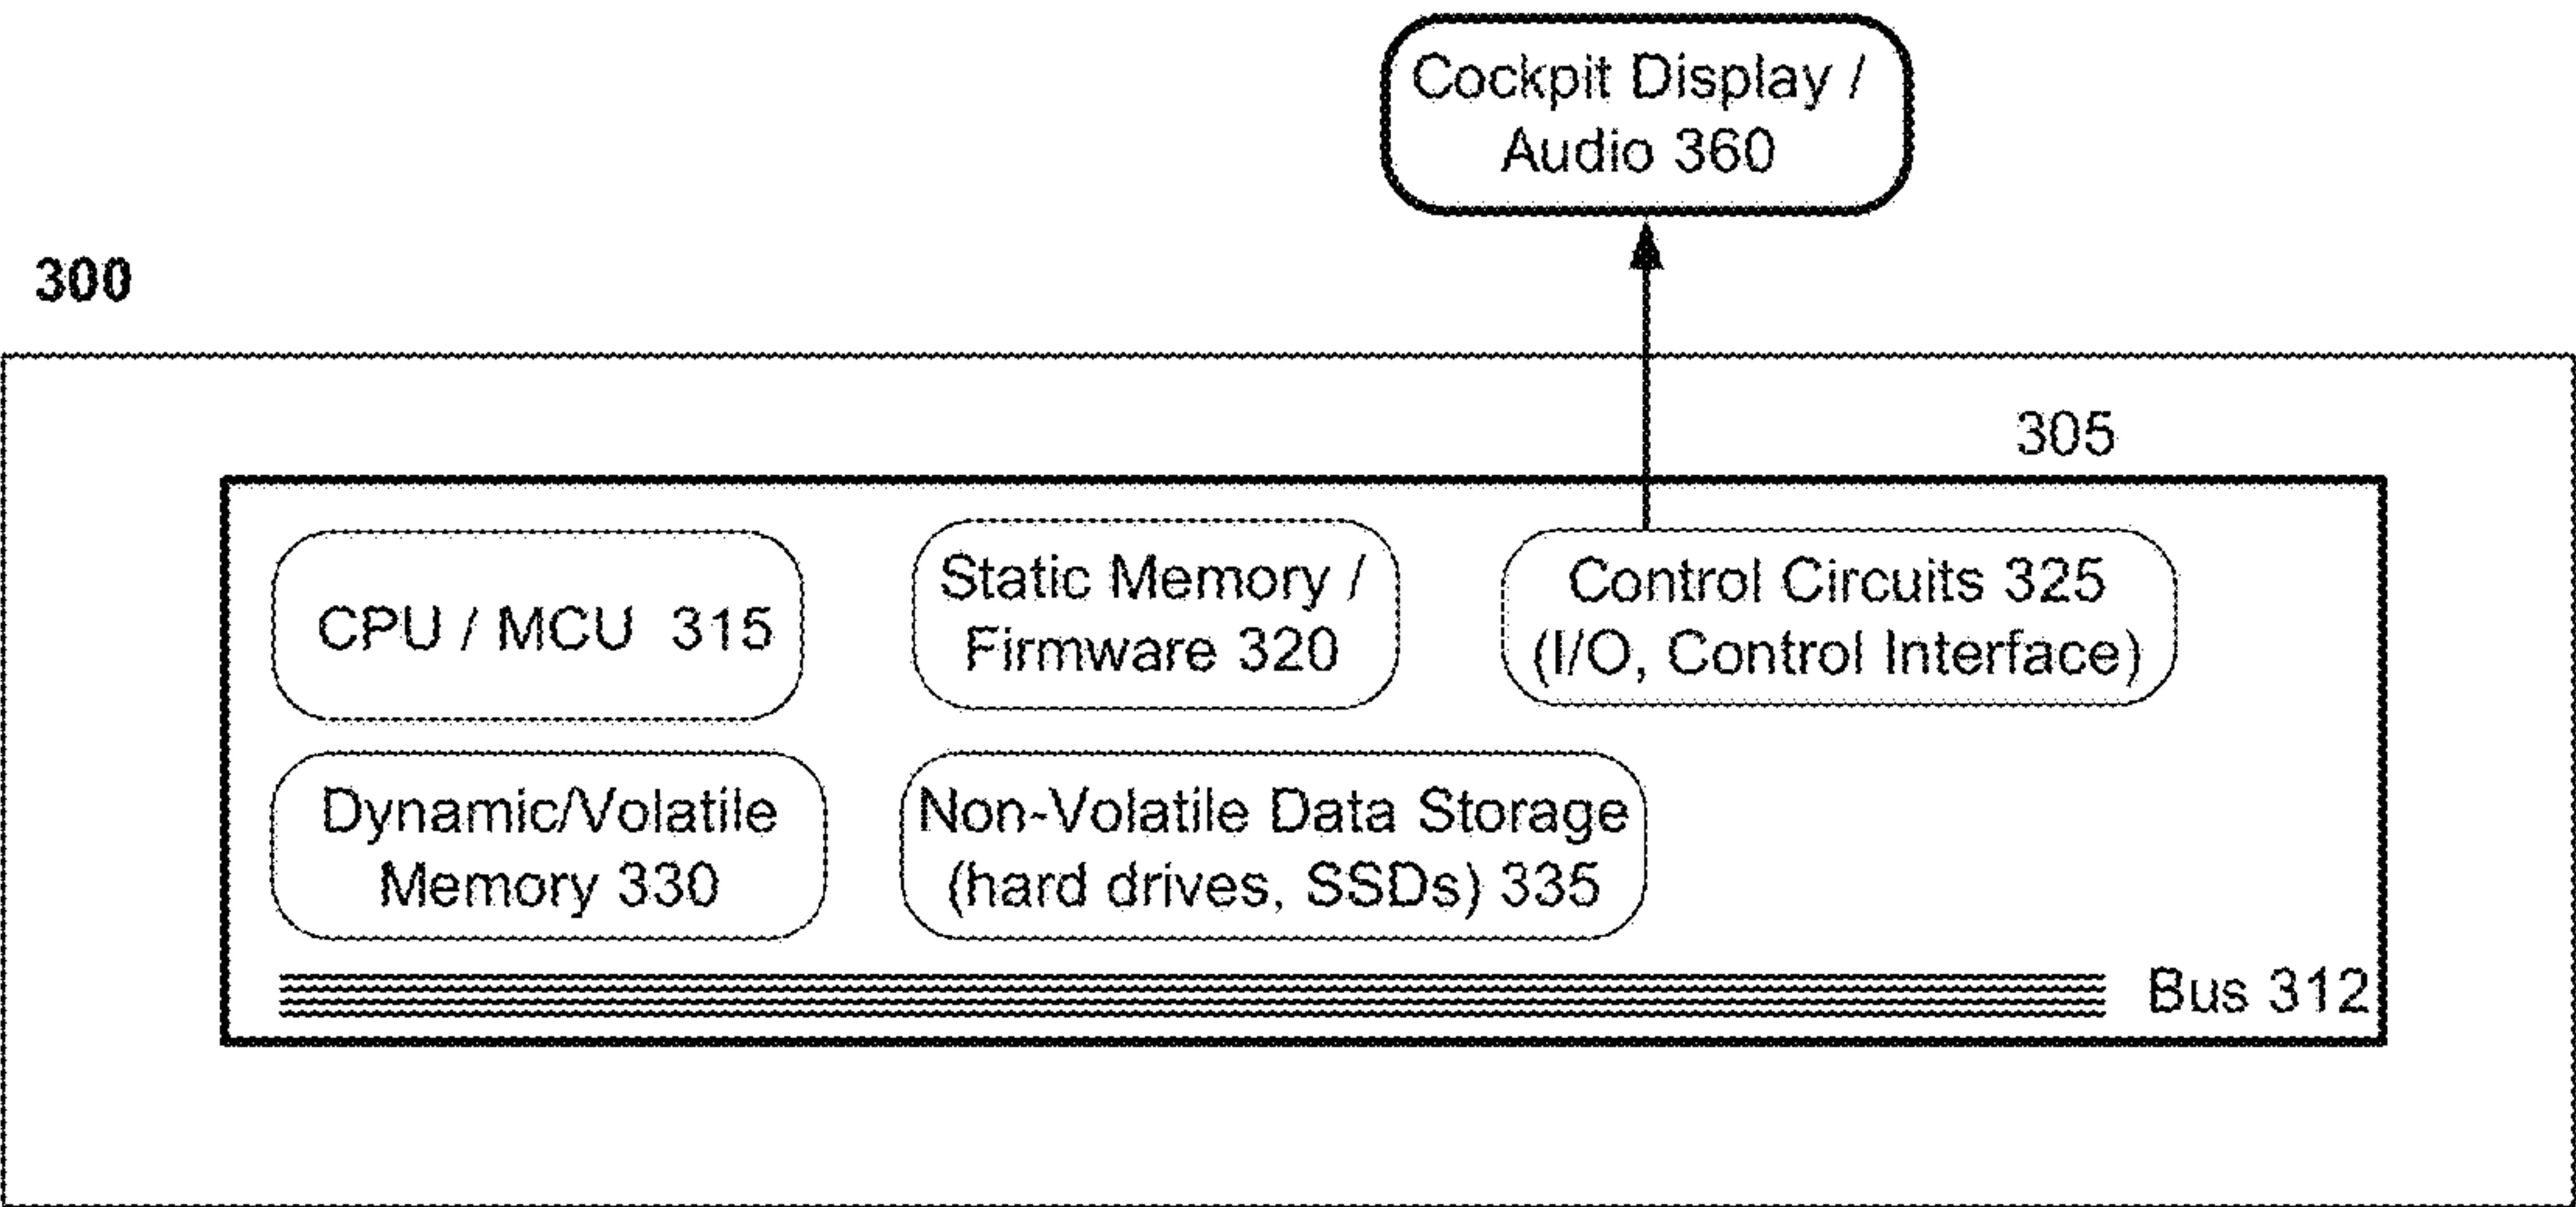 Cockpit Display /
Audio 360
300
305
CPU / MCU 315
Static Memory /
Firmware 320
Control Circuits 325
(I/O, Control Interface)
Dynamic/Volatile
Memory 330
Non-Volatile Data Storage
(hard drives, SSDs) 335
Bus 312